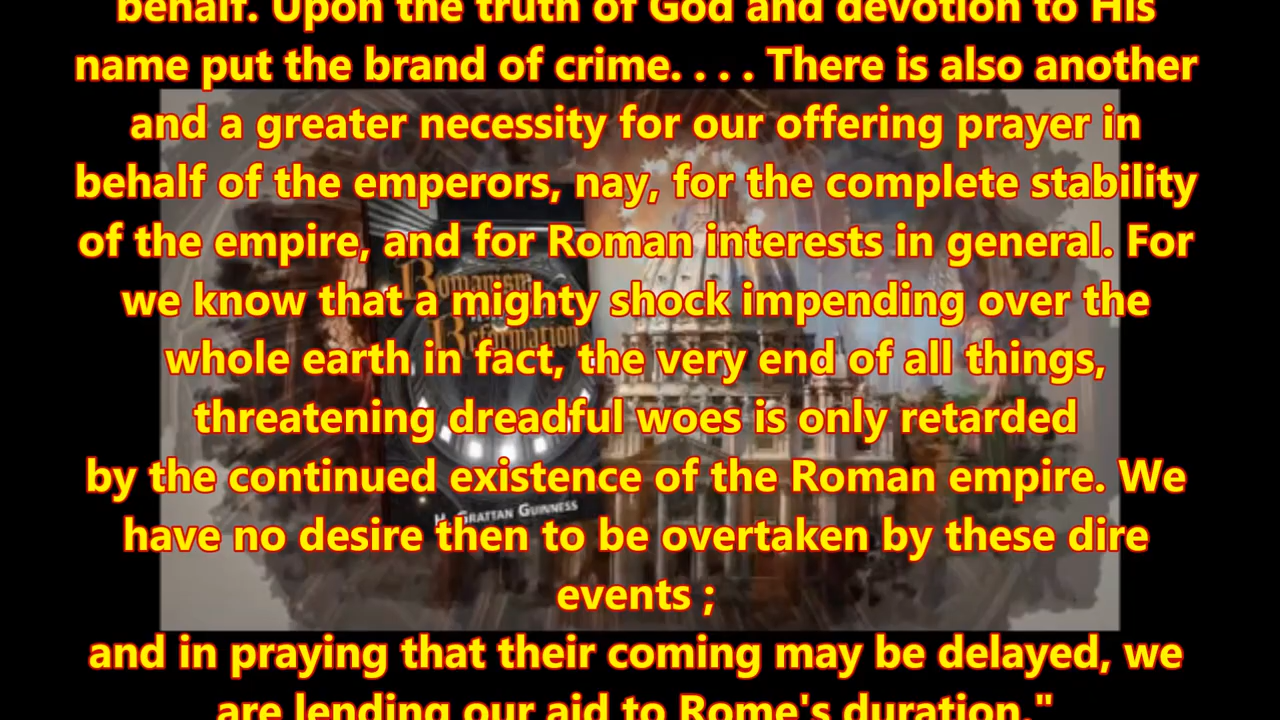 behalf. Upon the truth of God and devotion to His
name put the brand of crime. . . . There is also another
and a greater necessity for our offering prayer in
behalf of the emperors, nay, for the complete stability
of the empire, and for Roman interests in general. For
we know that a mighty shock impending over the
whole earth in fact, the very end of all things,
threatening dreadful woes is only retarded
by the continued existence of the Roman empire. We
have no desire then to be overtaken by these dire
events ;
and in praying that their coming may be delayed, we
are lending our aid to Rome's duration."
Romanism
Reformation
H. Grattan Guinness